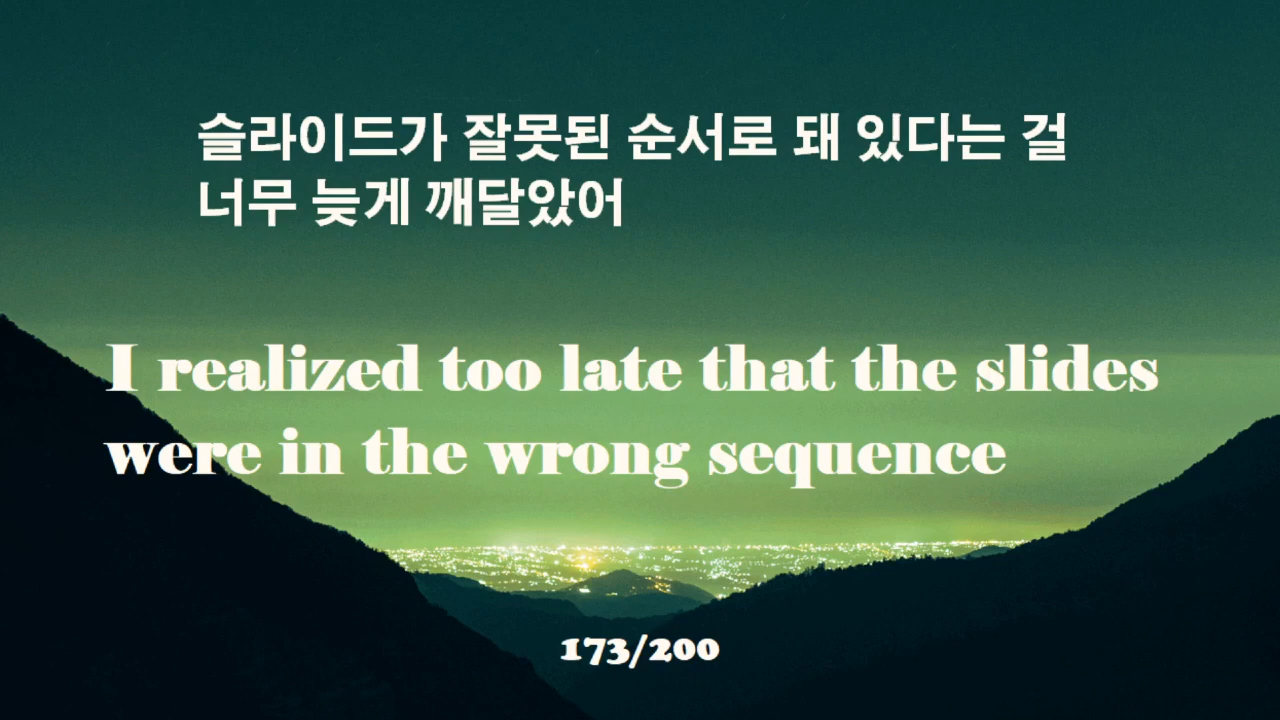 슬라이드가 잘못된 순서로 돼 있다는 걸
너무 늦게 깨달았어
I realized too late that the slides
were in the wrong sequence
173/200